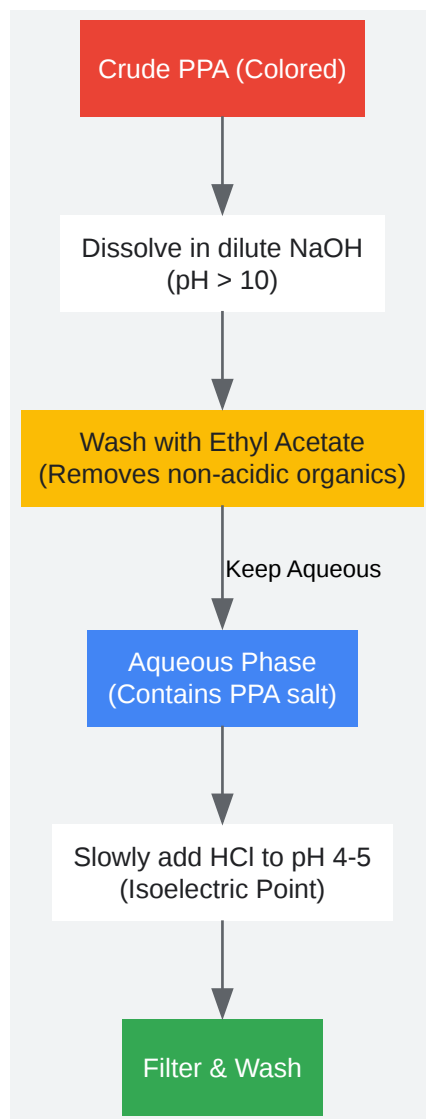 Crude PPA (Colored)
Dissolve in dilute NaOH
(pH > 10)
Wash with Ethyl Acetate
(Removes non-acidic organics)
Keep Aqueous
Aqueous Phase
(Contains PPA salt)
Slowly add HCl to pH 4-5
(Isoelectric Point)
Filter & Wash